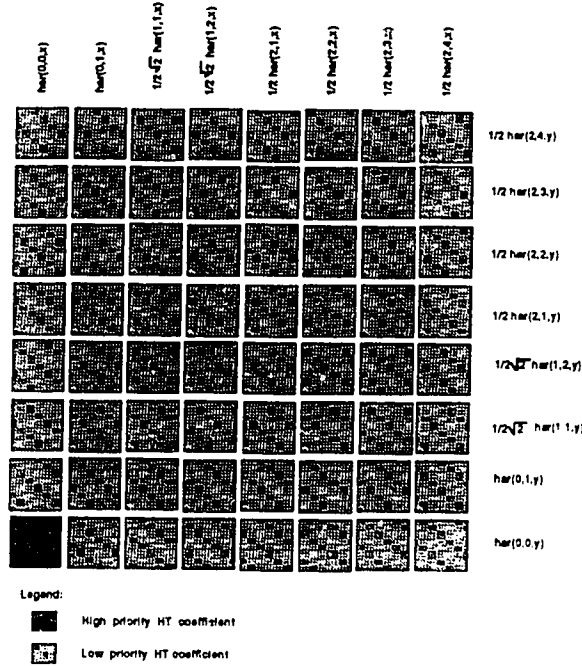 har(0,0,x)
har(0,1,x)
1/2√2 har(1,1,x)
1/2√2 har(1,2,x)
1/2 har(2,1,x)
1/2 har(2,2,x)
1/2 har(2,3,x)
1/2 har(2,4,x)
1/2 har(2,4,y)
1/2 har(2,3,y)
1/2 har(2,2,y)
1/2 har(2,1,y)
1/2√2 har(1,2,y)
1/2√2 har(1 1,y)
har(0,1,y)
har(0,0,y)
Legend:
High priority HT coefficient
Low priority HT coefficient